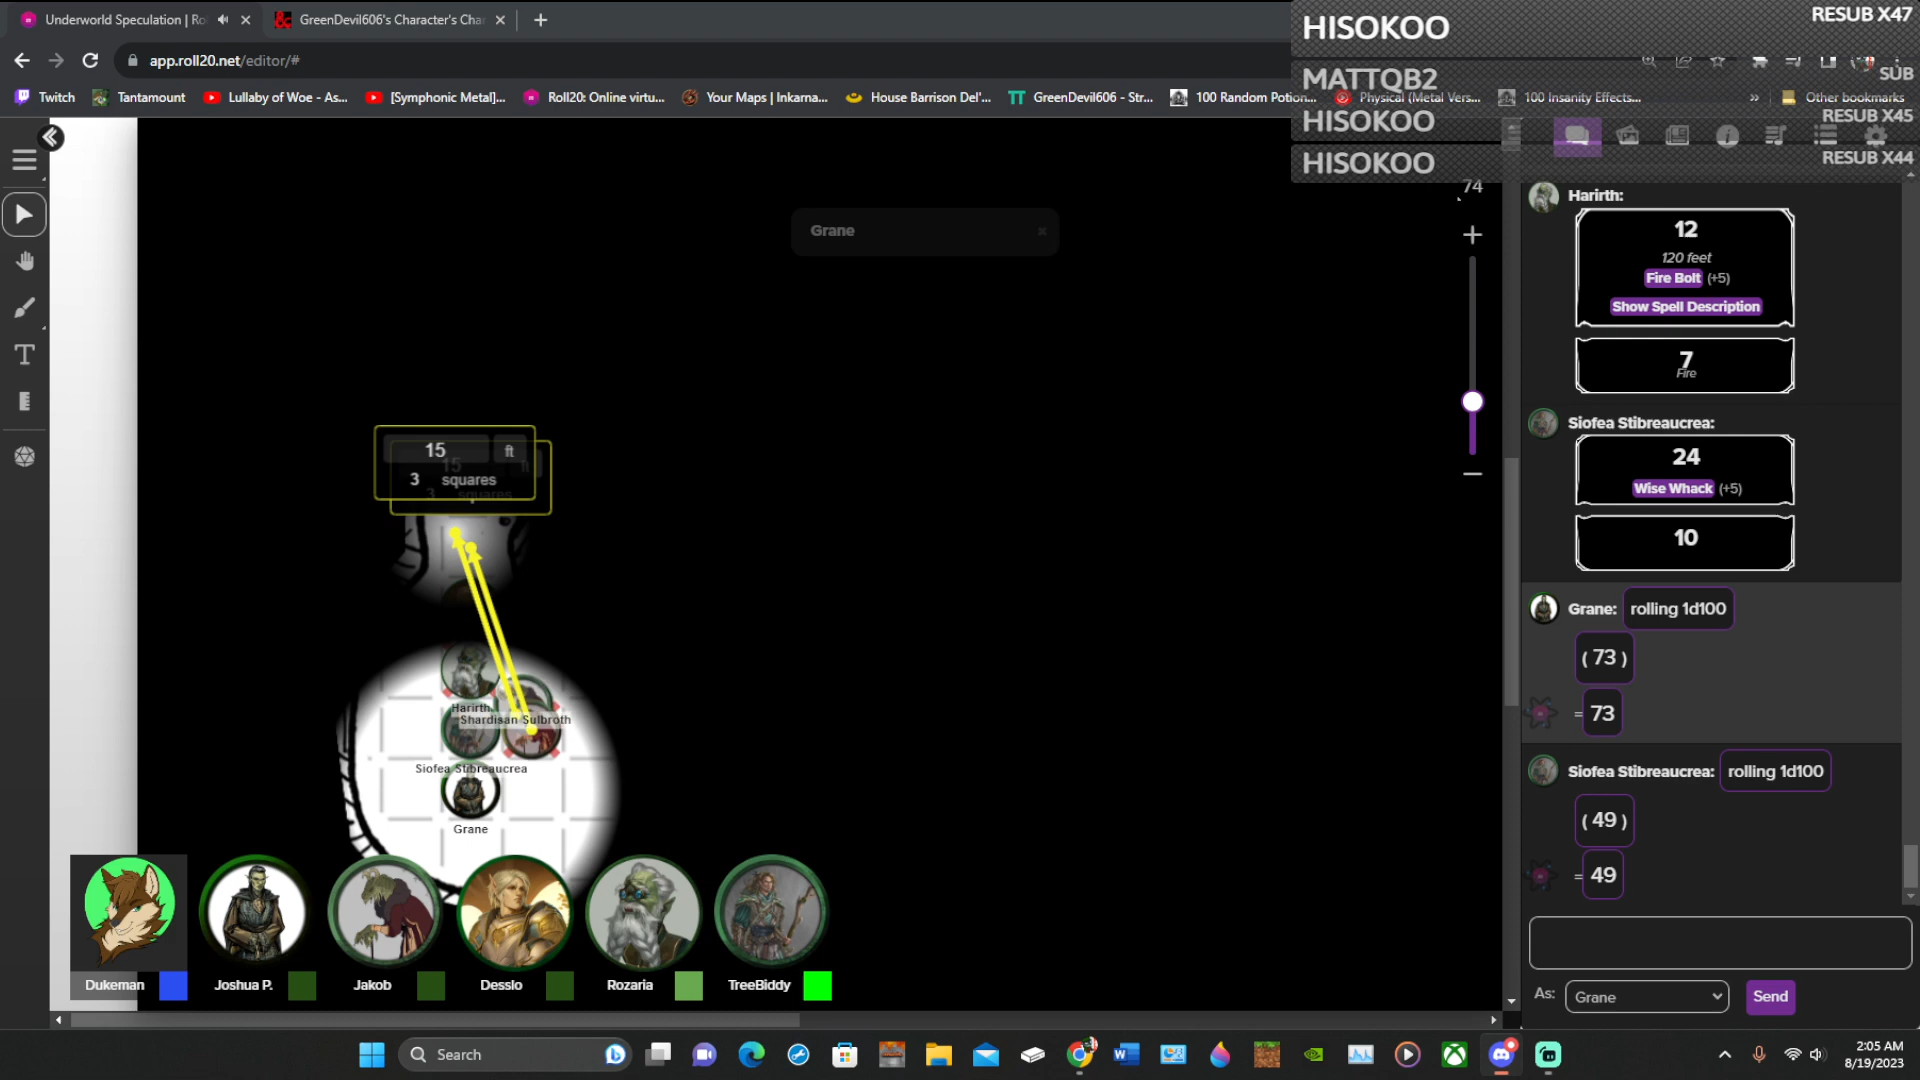 Underworld Speculation | Ro
GreenDevil606's Character's Cha
app.roll20.net/editor/#
Twitch
Tantamount
Lullaby of Woe - As...
[Symphonic Metal]...
Roll20: Online virtu...
Your Maps | Inkarna...
House Barrison Del'...
GreenDevil606 - Str...
100 Random Potion...
Physical (Metal Vers...
100 Insanity Effects...
Other bookmarks
HISOKOO
RESUB X47
MATTQB2
SUB
HISOKOO
RESUB X45
HISOKOO
RESUB X44
74
Grane
15 ft
3 squares
15 ft
3 squares
Harirth
Shardisan Sulbroth
Siofea Stibreaucrea
Grane
Dukeman
Joshua P.
Jakob
Desslo
Rozaria
TreeBiddy
Harirth:
12
120 feet
Fire Bolt (+5)
Show Spell Description
7
Fire
Siofea Stibreaucrea:
24
Wise Whack (+5)
10
Grane: rolling 1d100
(73)
=73
Siofea Stibreaucrea: rolling 1d100
(49)
=49
As: Grane
Send
Search
2:05 AM
8/19/2023